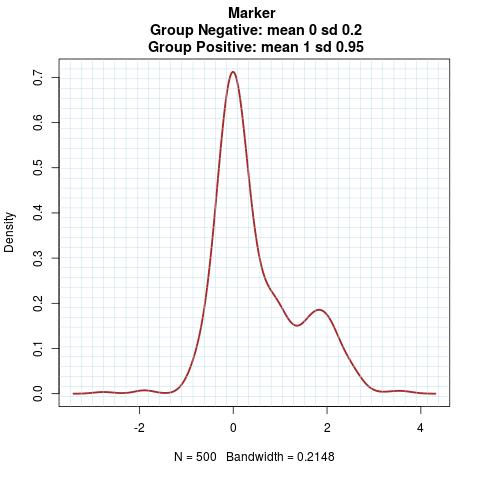 Marker
Group Negative: mean 0 sd 0.2
Group Positive: mean 1 sd 0.95
0.7
0.6
0.5
0.4
0.3
0.2
0.1
0.0
Density
-2 0 2 4
N = 500 Bandwidth = 0.2148